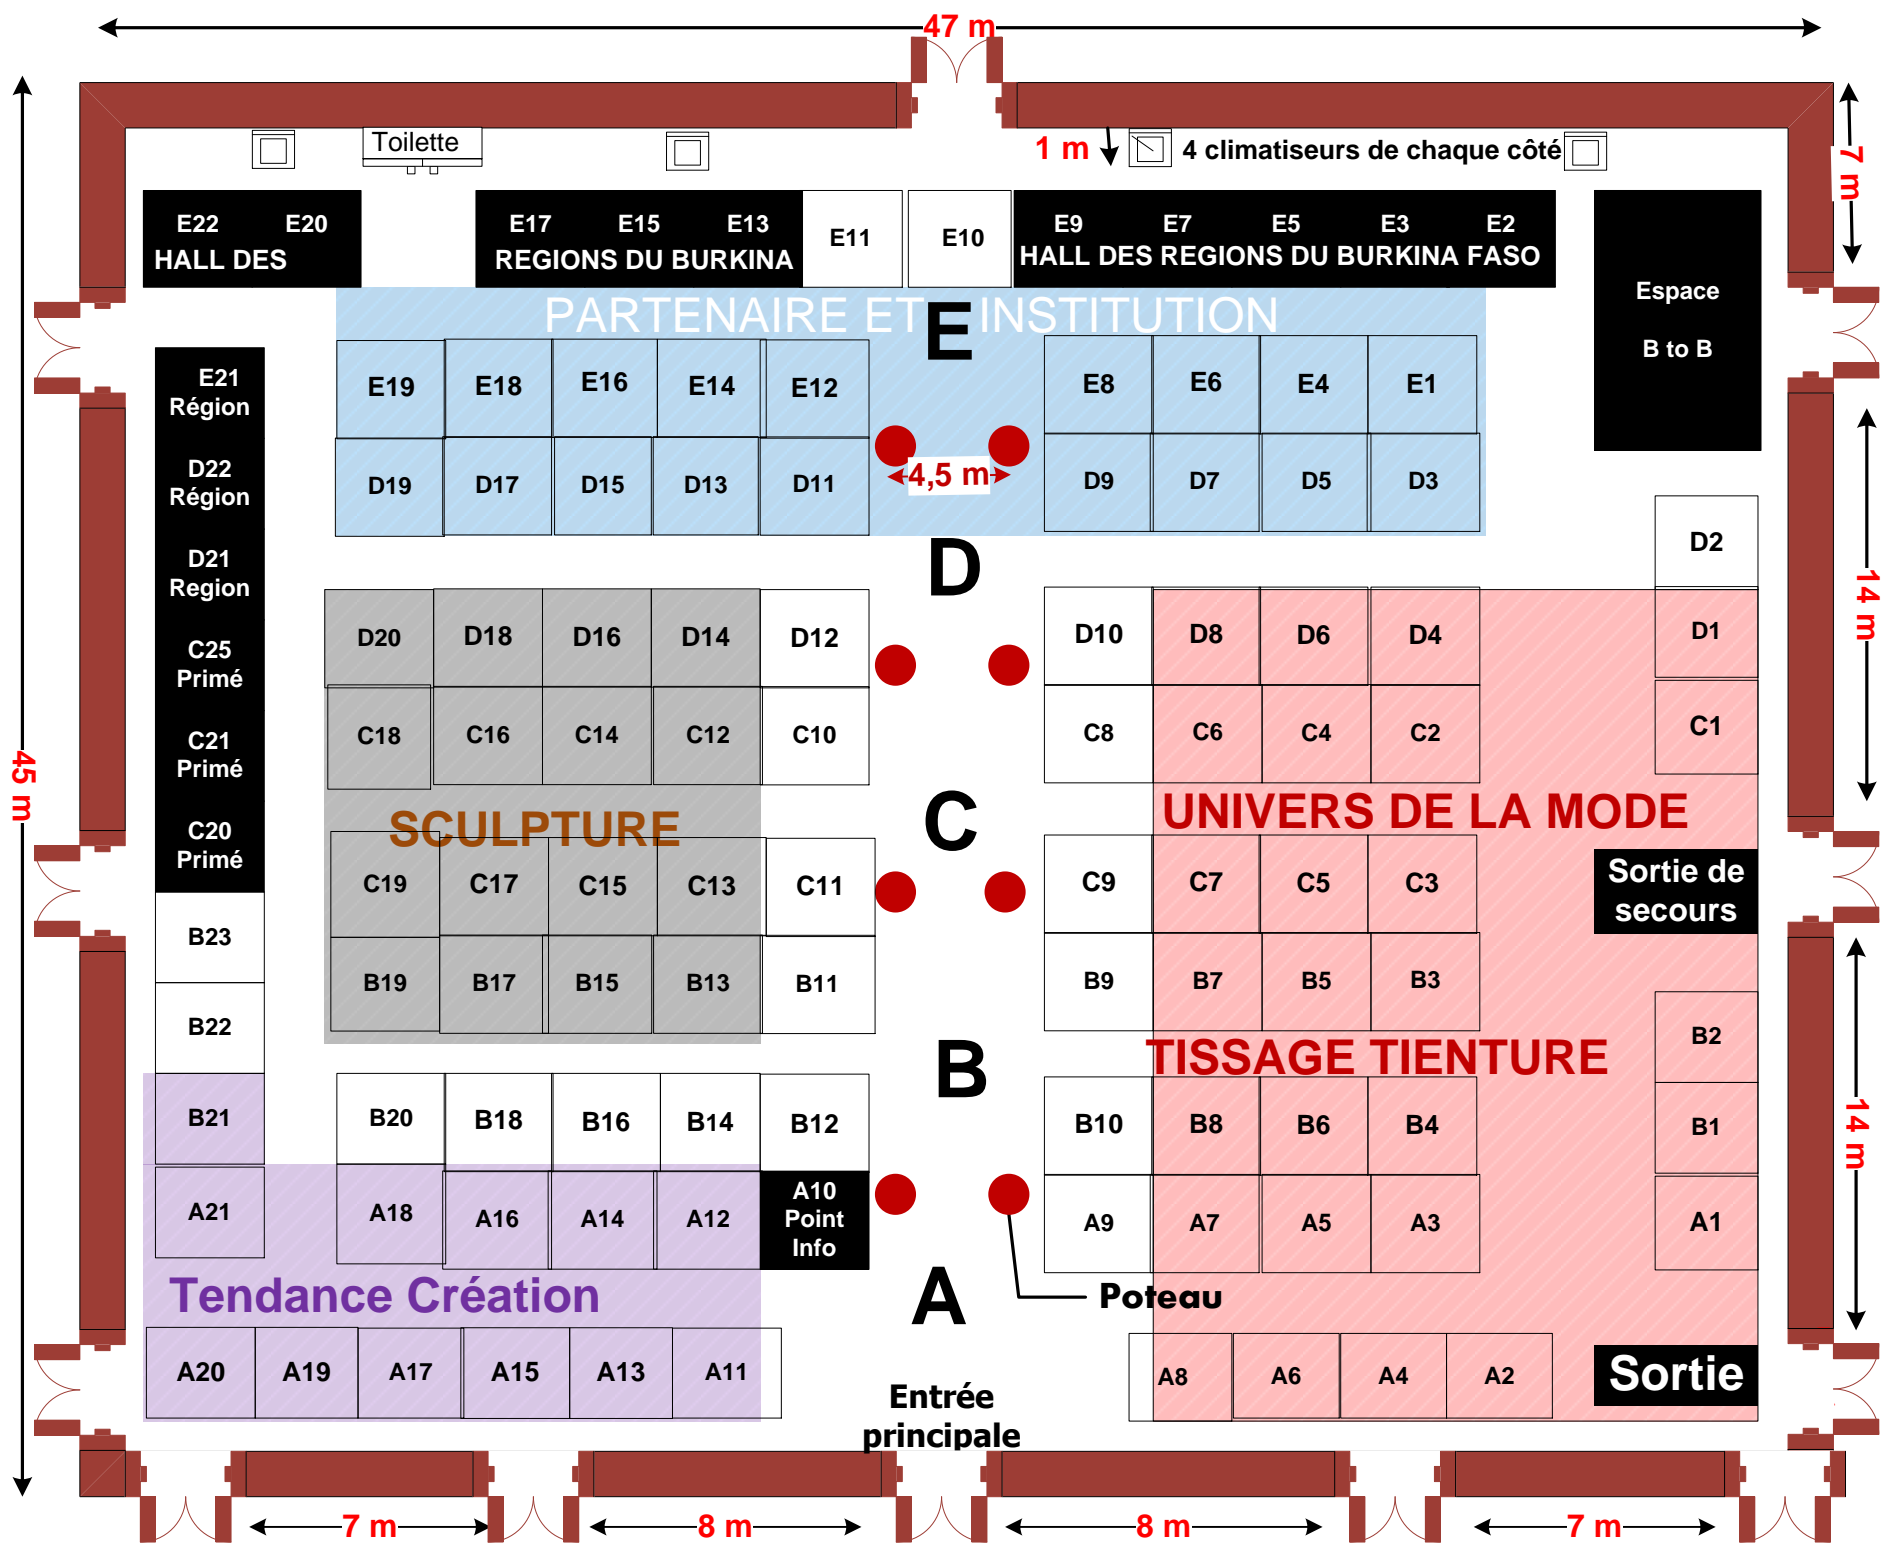 47 m
Toilette
1 m
4 climatiseurs de chaque côté
7 m
E22 E20
HALL DES
E17 E15 E13
REGIONS DU BURKINA
E11
E10
E9 E7 E5 E3 E2
HALL DES REGIONS DU BURKINA FASO
Espace
B to B
PARTENAIRE ET INSTITUTION
E
E21
Région
E19 E18 E16 E14 E12
E8 E6 E4 E1
D22
Région
D19 D17 D15 D13 D11
4,5 m
D9 D7 D5 D3
14 m
D21
Region
D
D2
C25
Primé
D20 D18 D16 D14 D12
D10 D8 D6 D4
D1
C21
Primé
C18 C16 C14 C12 C10
C8 C6 C4 C2
C1
45 m
C20
Primé
SCULPTURE
C
UNIVERS DE LA MODE
C19 C17 C15 C13 C11
C9 C7 C5 C3
Sortie de
secours
B23
B19 B17 B15 B13 B11
B9 B7 B5 B3
B22
B
TISSAGE TIENTURE
B2
B21
B20 B18 B16 B14 B12
B10 B8 B6 B4
B1
14 m
A21
A18 A16 A14 A12
A10
Point
Info
A9 A7 A5 A3
A1
Tendance Création
A
Poteau
A20 A19 A17 A15 A13 A11
Entrée
principale
A8 A6 A4 A2
Sortie
7 m
8 m
8 m
7 m